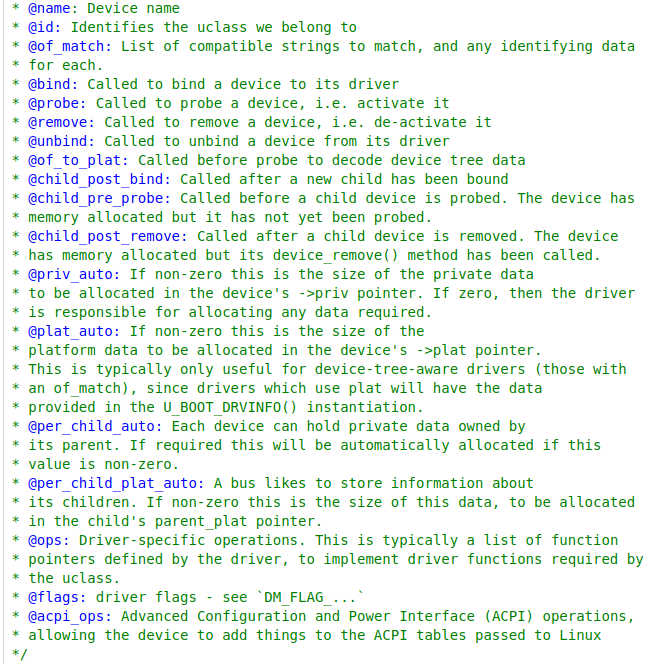 * @name: Device name
* @id: Identifies the uclass we belong to
* @of_match: List of compatible strings to match, and any identifying data
* for each.
* @bind: Called to bind a device to its driver
* @probe: Called to probe a device, i.e. activate it
* @remove: Called to remove a device, i.e. de-activate it
* @unbind: Called to unbind a device from its driver
* @of_to_plat: Called before probe to decode device tree data
* @child_post_bind: Called after a new child has been bound
* @child_pre_probe: Called before a child device is probed. The device has
* memory allocated but it has not yet been probed.
* @child_post_remove: Called after a child device is removed. The device
* has memory allocated but its device_remove() method has been called.
* @priv_auto: If non-zero this is the size of the private data
* to be allocated in the device's ->priv pointer. If zero, then the driver
* is responsible for allocating any data required.
* @plat_auto: If non-zero this is the size of the
* platform data to be allocated in the device's ->plat pointer.
* This is typically only useful for device-tree-aware drivers (those with
* an of_match), since drivers which use plat will have the data
* provided in the U_BOOT_DRVINFO() instantiation.
* @per_child_auto: Each device can hold private data owned by
* its parent. If required this will be automatically allocated if this
* value is non-zero.
* @per_child_plat_auto: A bus likes to store information about
* its children. If non-zero this is the size of this data, to be allocated
* in the child's parent_plat pointer.
* @ops: Driver-specific operations. This is typically a list of function
* pointers defined by the driver, to implement driver functions required by
* the uclass.
* @flags: driver flags - see `DM_FLAG_...`
* @acpi_ops: Advanced Configuration and Power Interface (ACPI) operations,
* allowing the device to add things to the ACPI tables passed to Linux
*/